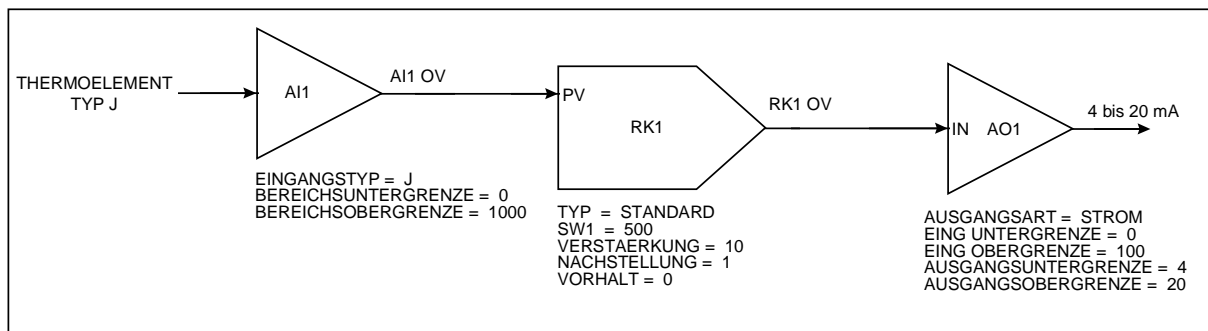 THERMOELEMENT
TYP J
AI1
AI1 OV
EINGANGSTYP = J
BEREICHSUNTERGRENZE = 0
BEREICHSOBERGRENZE = 1000
PV
RK1
RK1 OV
TYP = STANDARD
SW1 = 500
VERSTAERKUNG = 10
NACHSTELLUNG = 1
VORHALT = 0
IN AO1
4 bis 20 mA
AUSGANGSART = STROM
EING UNTERGRENZE = 0
EING OBERGRENZE = 100
AUSGANGSUNTERGRENZE = 4
AUSGANGSOBERGRENZE = 20